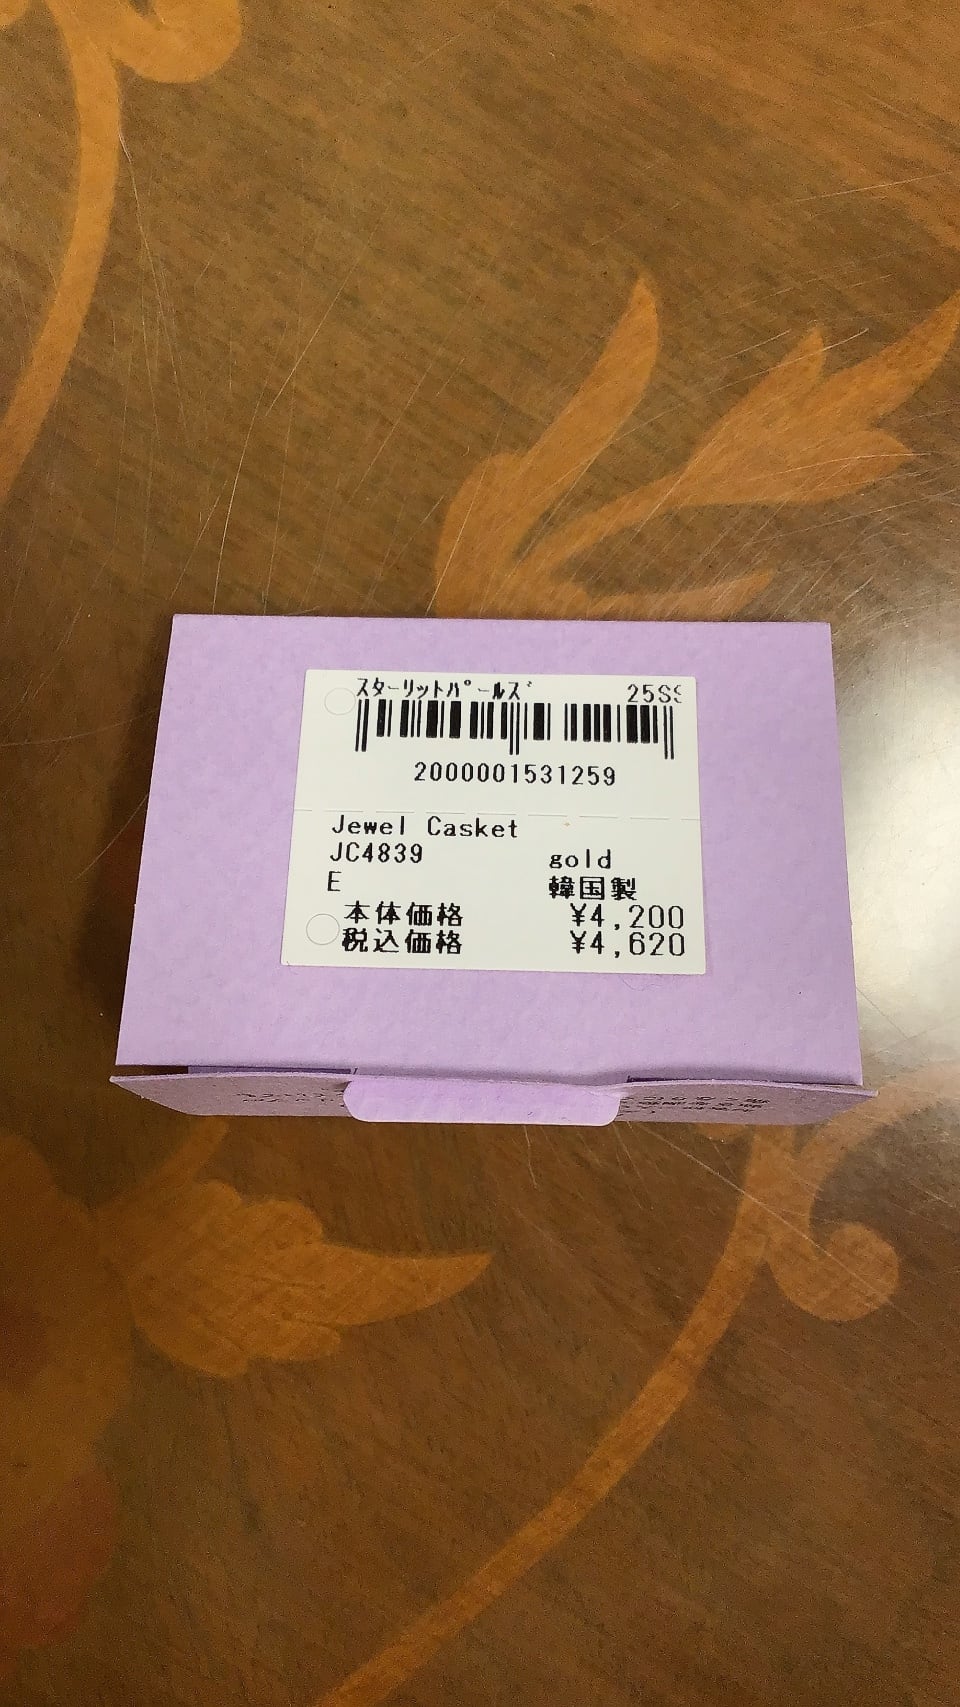 スターリットパールズ 25SS
2000001531259
Jewel Casket
JC4839 gold
E 韓国製
本体価格 ¥4,200
税込価格 ¥4,620